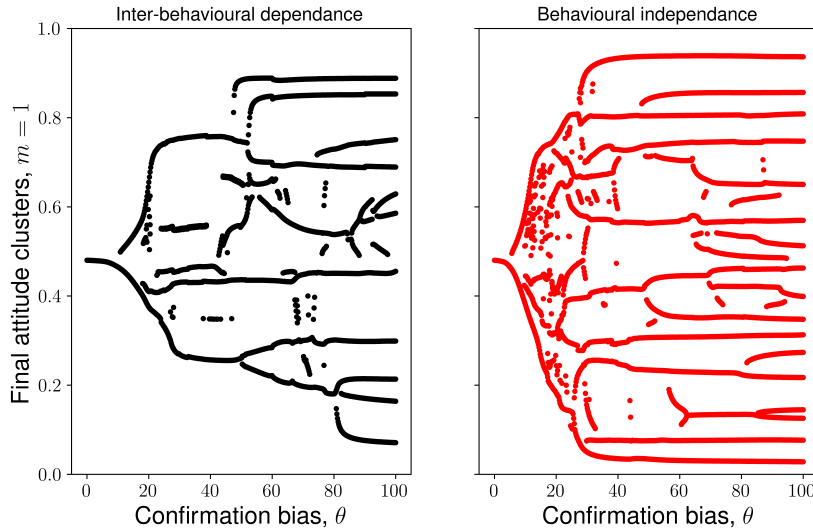 Inter-behavioural dependance
Behavioural independance
Final attitude clusters, m = 1
1.0
0.8
0.6
0.4
0.2
0.0
0 20 40 60 80 100
0 20 40 60 80 100
Confirmation bias, θ
Confirmation bias, θ